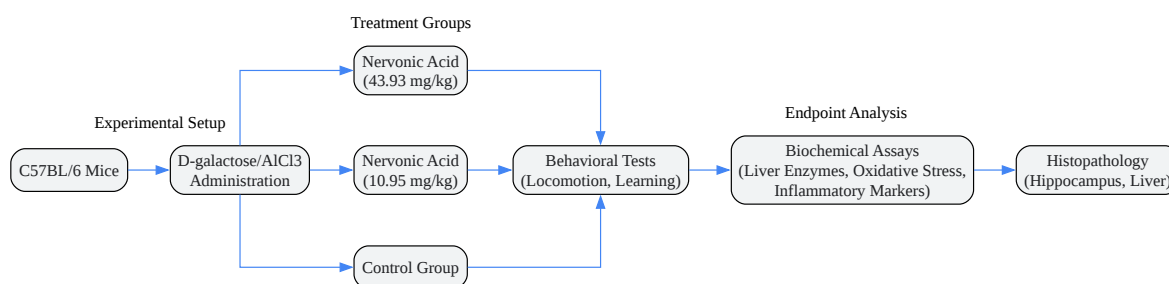 Treatment Groups
Nervonic Acid
(43.93 mg/kg)
Experimental Setup
Endpoint Analysis
C57BL/6 Mice
D-galactose/AlCl3
Administration
Nervonic Acid
(10.95 mg/kg)
Behavioral Tests
(Locomotion, Learning)
Biochemical Assays
(Liver Enzymes, Oxidative Stress,
Inflammatory Markers)
Histopathology
(Hippocampus, Liver)
Control Group